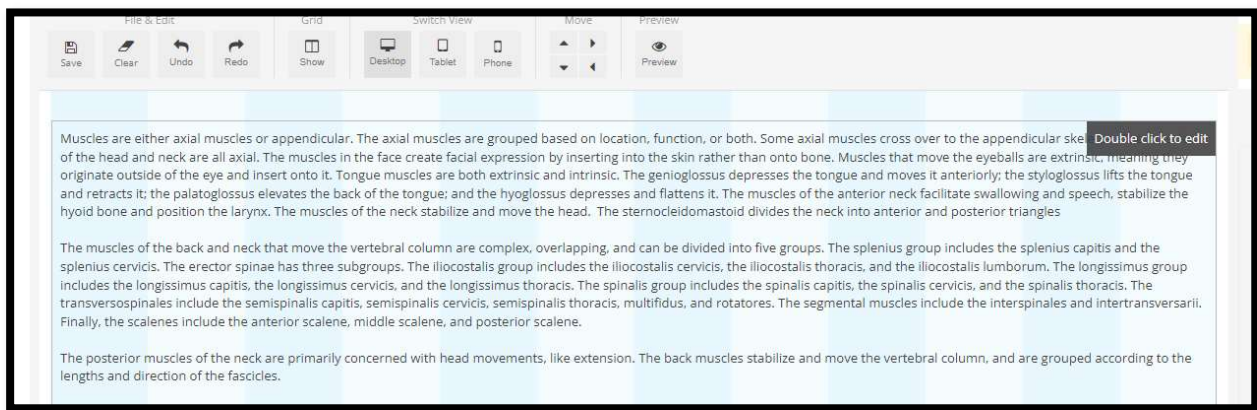 File & Edit Grid Switch View Move Preview
Save Clear Undo Redo Show Desktop Tablet Phone Preview
Muscles are either axial muscles or appendicular. The axial muscles are grouped based on location, function, or both. Some axial muscles cross over to the appendicular skel
Double click to edit
of the head and neck are all axial. The muscles in the face create facial expression by inserting into the skin rather than onto bone. Muscles that move the eyeballs are extrinsic, meaning they
originate outside of the eye and insert onto it. Tongue muscles are both extrinsic and intrinsic. The genioglossus depresses the tongue and moves it anteriorly; the styloglossus lifts the tongue
and retracts it; the palatoglossus elevates the back of the tongue; and the hyoglossus depresses and flattens it. The muscles of the anterior neck facilitate swallowing and speech, stabilize the
hyoid bone and position the larynx. The muscles of the neck stabilize and move the head. The sternocleidomastoid divides the neck into anterior and posterior triangles
The muscles of the back and neck that move the vertebral column are complex, overlapping, and can be divided into five groups. The splenius group includes the splenius capitis and the
splenius cervicis. The erector spinae has three subgroups. The iliocostalis group includes the iliocostalis cervicis, the iliocostalis thoracis, and the iliocostalis lumborum. The longissimus group
includes the longissimus capitis, the longissimus cervicis, and the longissimus thoracis. The spinalis group includes the spinalis capitis, the spinalis cervicis, and the spinalis thoracis. The
transversospinales include the semispinalis capitis, semispinalis cervicis, semispinalis thoracis, multifidus, and rotatores. The segmental muscles include the interspinales and intertransversarii.
Finally, the scalenes include the anterior scalene, middle scalene, and posterior scalene.
The posterior muscles of the neck are primarily concerned with head movements, like extension. The back muscles stabilize and move the vertebral column, and are grouped according to the
lengths and direction of the fascicles.